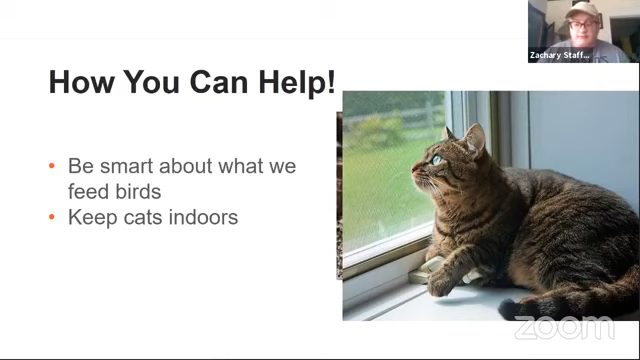 Zachary Staff...
How You Can Help!
• Be smart about what we
feed birds
• Keep cats indoors
zoom